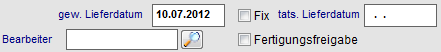 gew. Lieferdatum 10.07.2012 Fix tats. Lieferdatum . .
Bearbeiter Fertigungsfreigabe